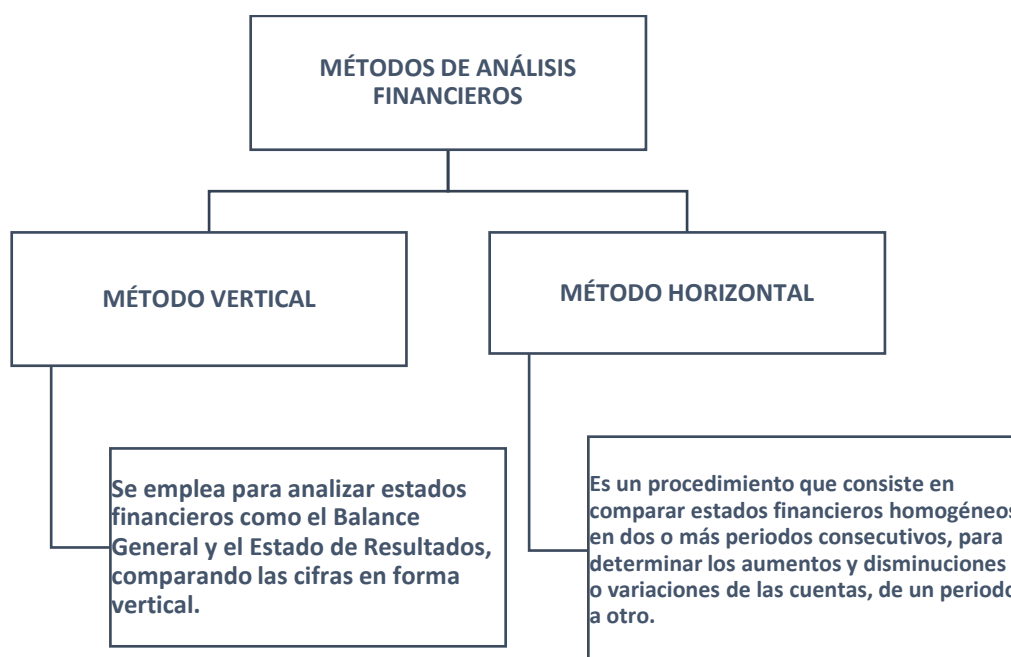 MÉTODOS DE ANÁLISIS
FINANCIEROS
MÉTODO VERTICAL
MÉTODO HORIZONTAL
Se emplea para analizar estados
financieros como el Balance
General y el Estado de Resultados,
comparando las cifras en forma
vertical.
Es un procedimiento que consiste en
comparar estados financieros homogéneos
en dos o más periodos consecutivos, para
determinar los aumentos y disminuciones
o variaciones de las cuentas, de un periodo
a otro.